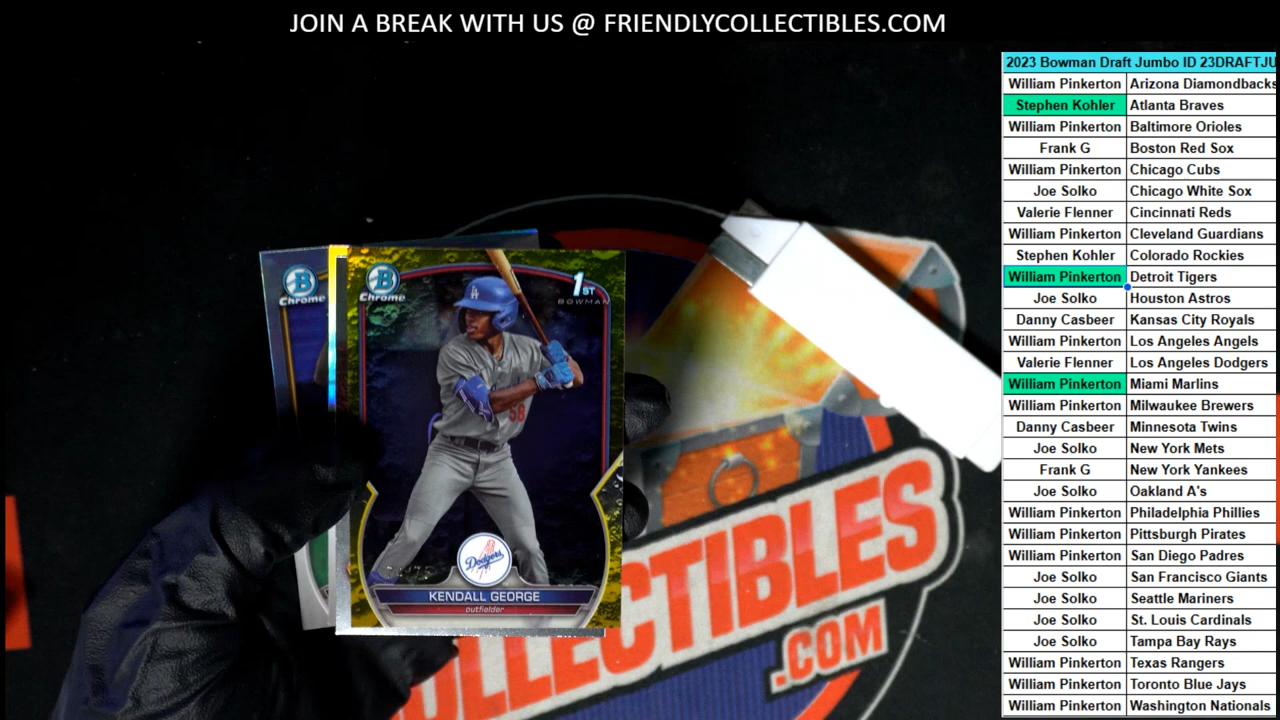 JOIN A BREAK WITH US @ FRIENDLYCOLLECTIBLES.COM
2023 Bowman Draft Jumbo ID 23DRAFTJU
William Pinkerton Arizona Diamondbacks
Stephen Kohler Atlanta Braves
William Pinkerton Baltimore Orioles
Frank G Boston Red Sox
William Pinkerton Chicago Cubs
Joe Solko Chicago White Sox
Valerie Flenner Cincinnati Reds
William Pinkerton Cleveland Guardians
Stephen Kohler Colorado Rockies
William Pinkerton Detroit Tigers
Joe Solko Houston Astros
Danny Casbeer Kansas City Royals
William Pinkerton Los Angeles Angels
Valerie Flenner Los Angeles Dodgers
William Pinkerton Miami Marlins
William Pinkerton Milwaukee Brewers
Danny Casbeer Minnesota Twins
Joe Solko New York Mets
Frank G New York Yankees
Joe Solko Oakland A's
William Pinkerton Philadelphia Phillies
William Pinkerton Pittsburgh Pirates
William Pinkerton San Diego Padres
Joe Solko San Francisco Giants
Joe Solko Seattle Mariners
Joe Solko St. Louis Cardinals
Joe Solko Tampa Bay Rays
William Pinkerton Texas Rangers
William Pinkerton Toronto Blue Jays
William Pinkerton Washington Nationals
B
Chrome
B
Chrome
1ST
BOWMAN
LA
58
Dodgers
KENDALL GEORGE
outfielder
COLLECTIBLES
.COM